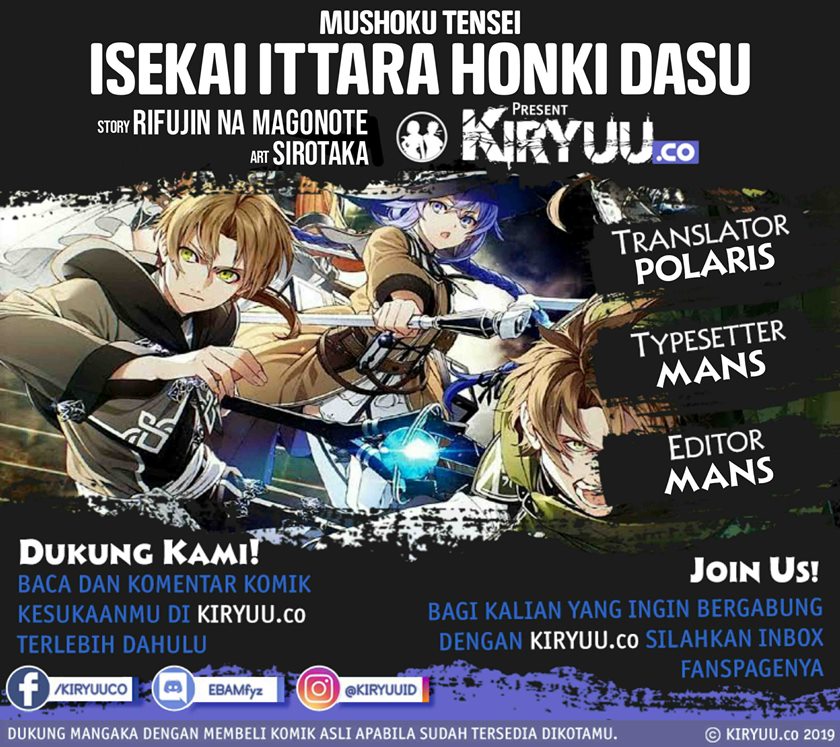 MUSHOKU TENSEI
ISEKAI ITTARA HONKI DASU
STORY RIFUJIN NA MAGONOTE
ART SIROTAKA
PRESENT
KIRYUU.CO
TRANSLATOR
POLARIS
TYPESETTER
MANS
EDITOR
MANS
DUKUNG KAMI!
BACA DAN KOMENTAR KOMIK
KESUKAANMU DI KIRYUU.CO
TERLEBIH DAHULU
JOIN US!
BAGI KALIAN YANG INGIN BERGABUNG
DENGAN KIRYUU.CO SILAHKAN INBOX
FANSPAGENYA
/KIRYUUCO
EBAMfyz
@KIRYUUID
DUKUNG MANGAKA DENGAN MEMBELI KOMIK ASLI APABILA SUDAH TERSEDIA DIKOTAMU.
© KIRYUU.CO 2019